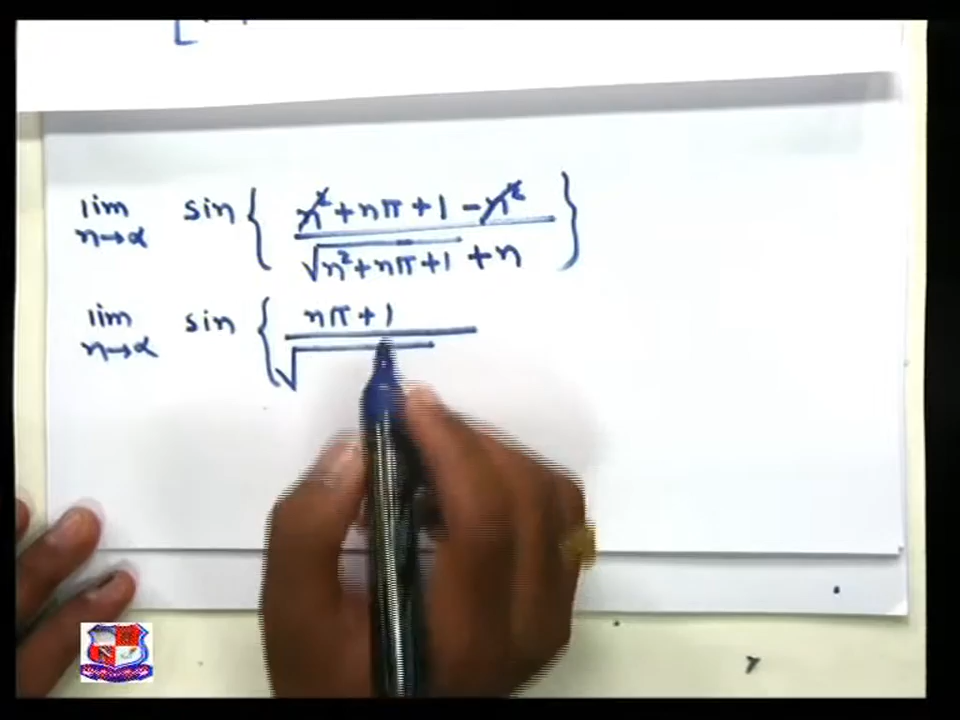 lim n→α sin { n² + nπ + 1 - n² / √n² + nπ + 1 + n }
lim n→α sin { nπ + 1 / √